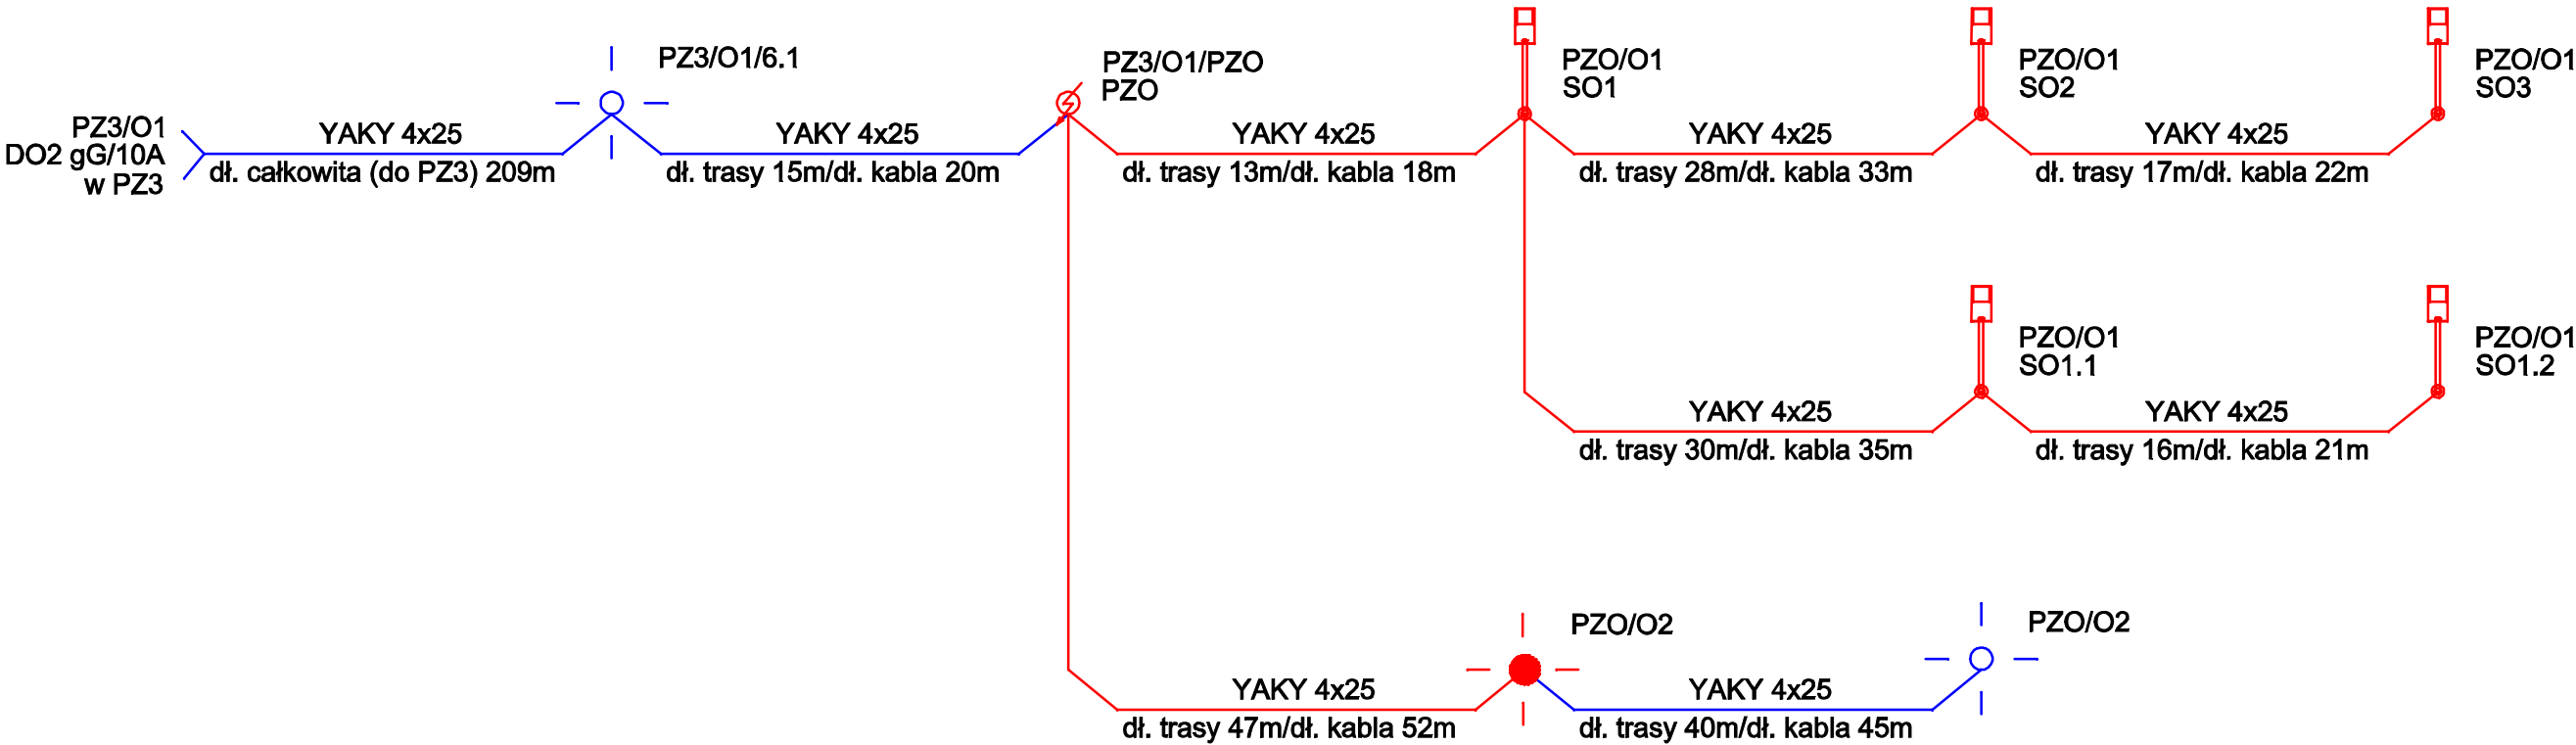 PZ3/O1
DO2 gG/10A
w PZ3
YAKY 4x25
dł. całkowita (do PZ3) 209m
PZ3/O1/6.1
YAKY 4x25
dł. trasy 15m/dł. kabla 20m
PZ3/O1/PZO
PZO
YAKY 4x25
dł. trasy 13m/dł. kabla 18m
PZO/O1
SO1
YAKY 4x25
dł. trasy 28m/dł. kabla 33m
PZO/O1
SO2
YAKY 4x25
dł. trasy 17m/dł. kabla 22m
PZO/O1
SO3
YAKY 4x25
dł. trasy 30m/dł. kabla 35m
PZO/O1
SO1.1
YAKY 4x25
dł. trasy 16m/dł. kabla 21m
PZO/O1
SO1.2
YAKY 4x25
dł. trasy 47m/dł. kabla 52m
PZO/O2
YAKY 4x25
dł. trasy 40m/dł. kabla 45m
PZO/O2